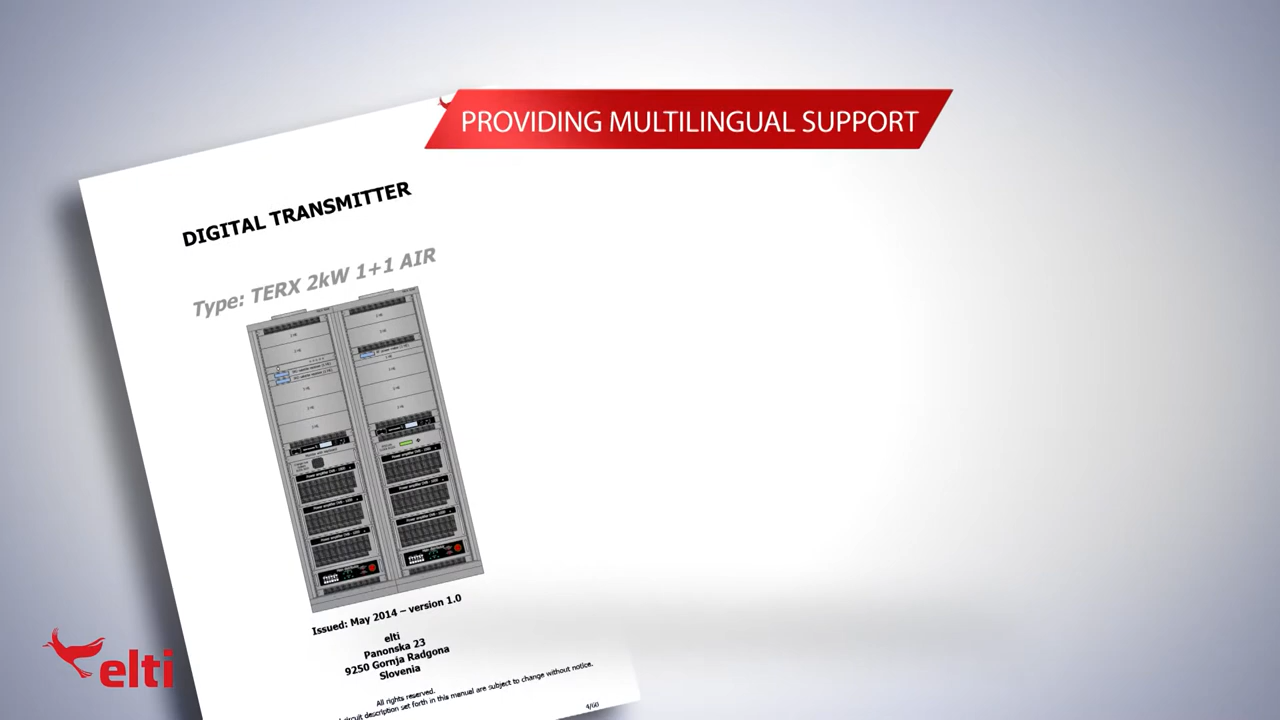 PROVIDING MULTILINGUAL SUPPORT
DIGITAL TRANSMITTER
Type: TERX 2kW 1+1 AIR
Issued: May 2014 – version 1.0
elti
Panonska 23
9250 Gornja Radgona
Slovenia
All rights reserved.
circuit description set forth in this manual are subject to change without notice.
4/60
elti